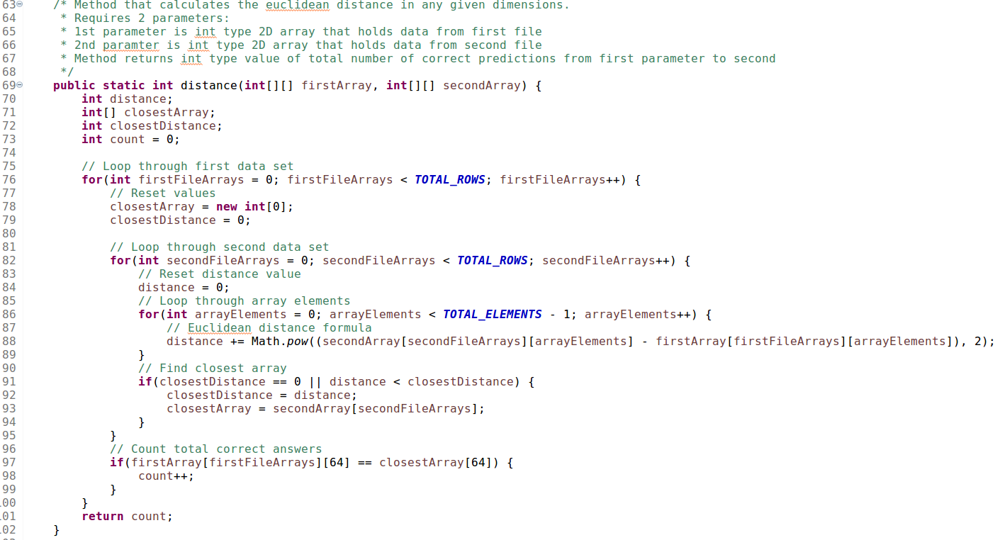 63 /* Method that calculates the euclidean distance in any given dimensions.
64 * Requires 2 parameters:
65 * 1st parameter is int type 2D array that holds data from first file
66 * 2nd paramter is int type 2D array that holds data from second file
67 * Method returns int type value of total number of correct predictions from first parameter to second
68 */
69 public static int distance(int[][] firstArray, int[][] secondArray) {
70 int distance;
71 int[] closestArray;
72 int closestDistance;
73 int count = 0;
74
75 // Loop through first data set
76 for(int firstFileArrays = 0; firstFileArrays < TOTAL_ROWS; firstFileArrays++) {
77 // Reset values
78 closestArray = new int[0];
79 closestDistance = 0;
80
81 // Loop through second data set
82 for(int secondFileArrays = 0; secondFileArrays < TOTAL_ROWS; secondFileArrays++) {
83 // Reset distance value
84 distance = 0;
85 // Loop through array elements
86 for(int arrayElements = 0; arrayElements < TOTAL_ELEMENTS - 1; arrayElements++) {
87 // Euclidean distance formula
88 distance += Math.pow((secondArray[secondFileArrays][arrayElements] - firstArray[firstFileArrays][arrayElements]), 2);
89 }
90 // Find closest array
91 if(closestDistance == 0 || distance < closestDistance) {
92 closestDistance = distance;
93 closestArray = secondArray[secondFileArrays];
94 }
95 }
96 // Count total correct answers
97 if(firstArray[firstFileArrays][64] == closestArray[64]) {
98 count++;
99 }
00 }
01 return count;
02 }